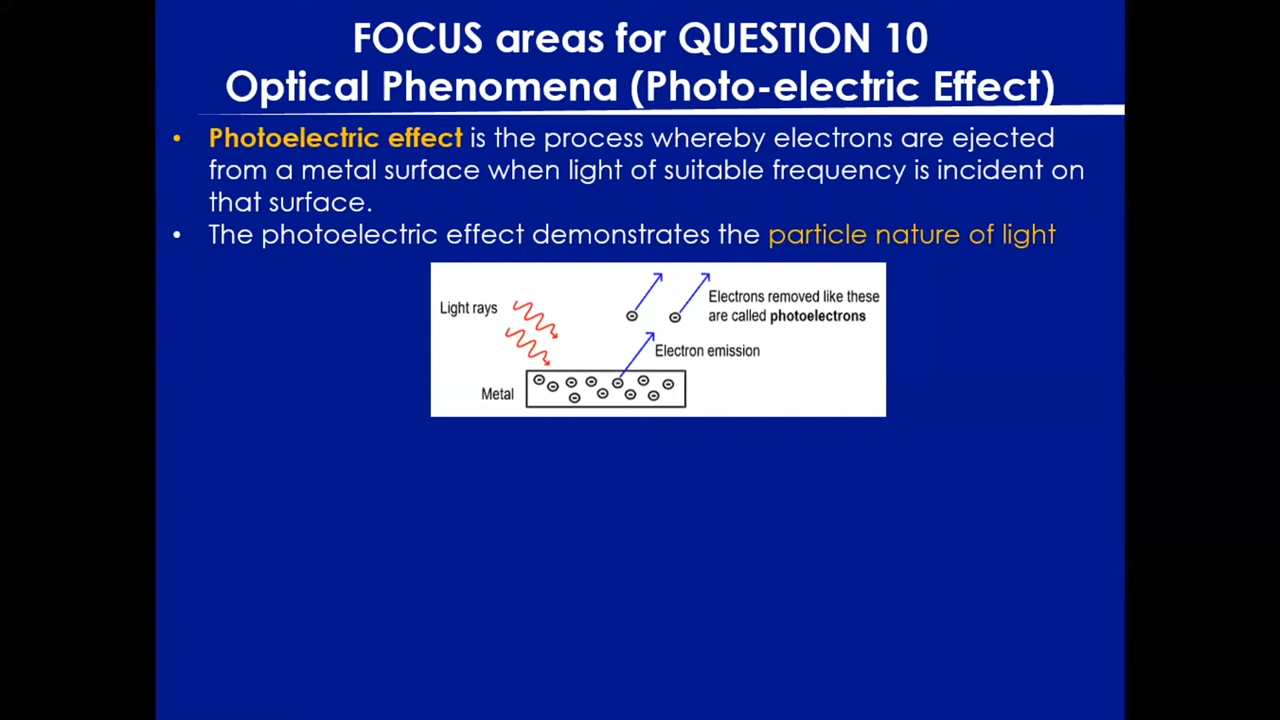 FOCUS areas for QUESTION 10
Optical Phenomena (Photo-electric Effect)
• Photoelectric effect is the process whereby electrons are ejected
from a metal surface when light of suitable frequency is incident on
that surface.
• The photoelectric effect demonstrates the particle nature of light
Light rays
Electrons removed like these
are called photoelectrons
Electron emission
Metal